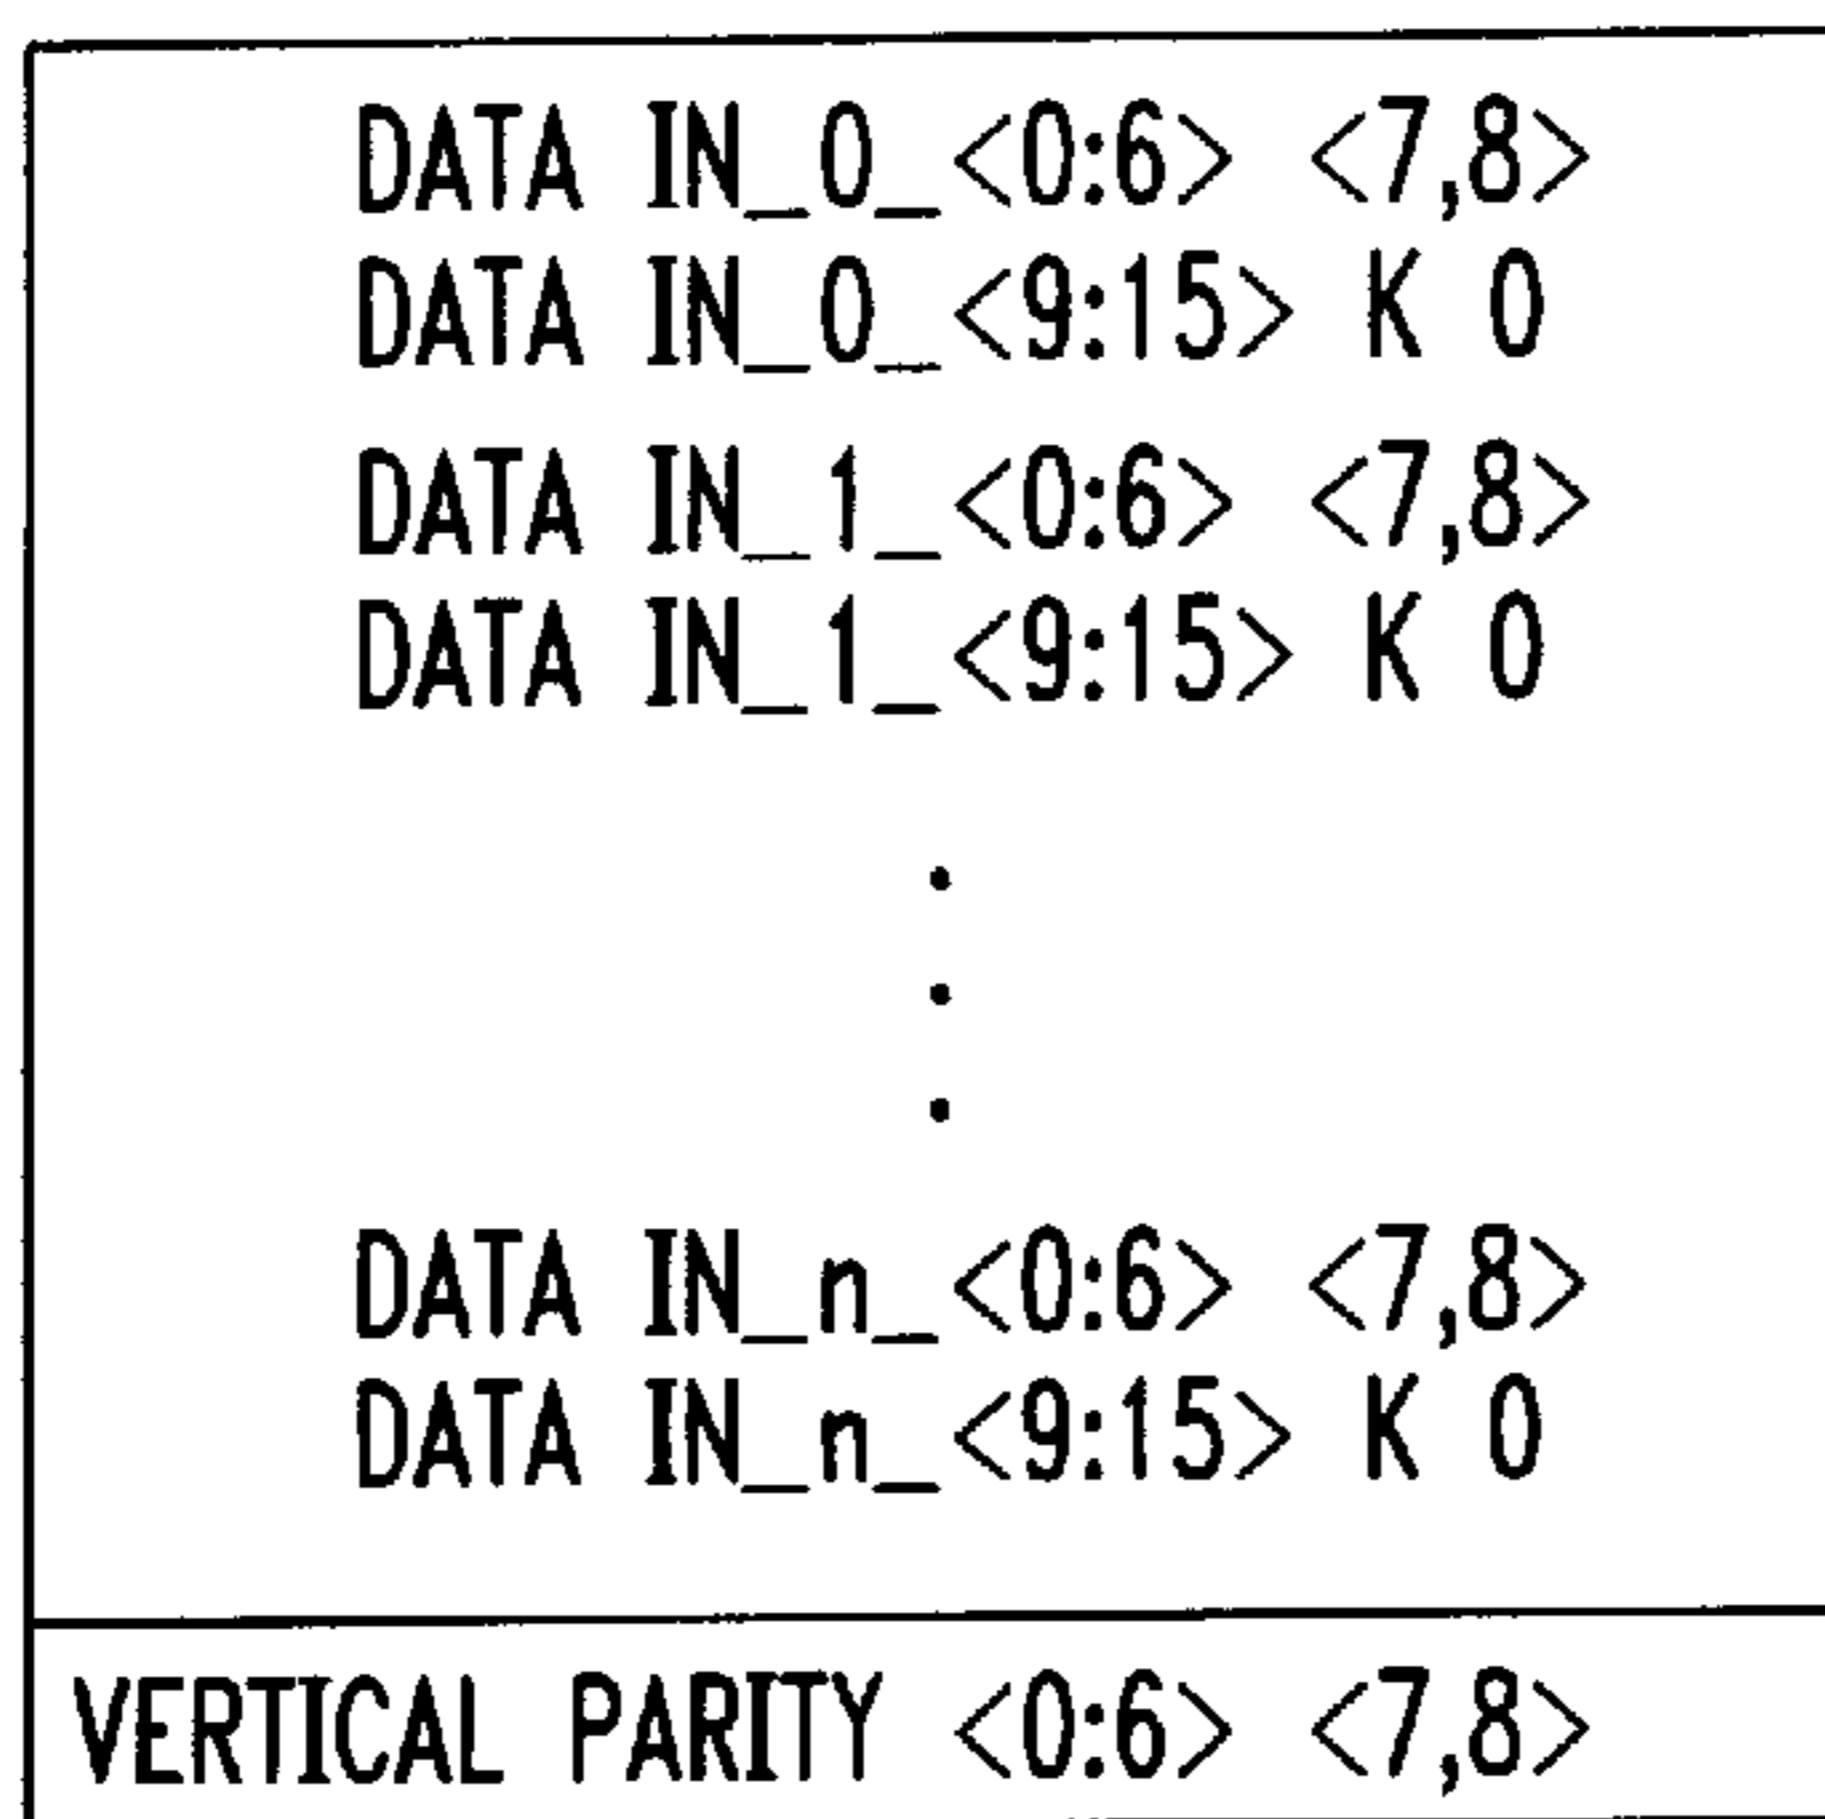 DATA IN_0_<0:6> <7,8>
DATA IN_0_<9:15> K 0
DATA IN_1_<0:6> <7,8>
DATA IN_1_<9:15> K 0
.
.
.
DATA IN_n_<0:6> <7,8>
DATA IN_n_<9:15> K 0
VERTICAL PARITY <0:6> <7,8>